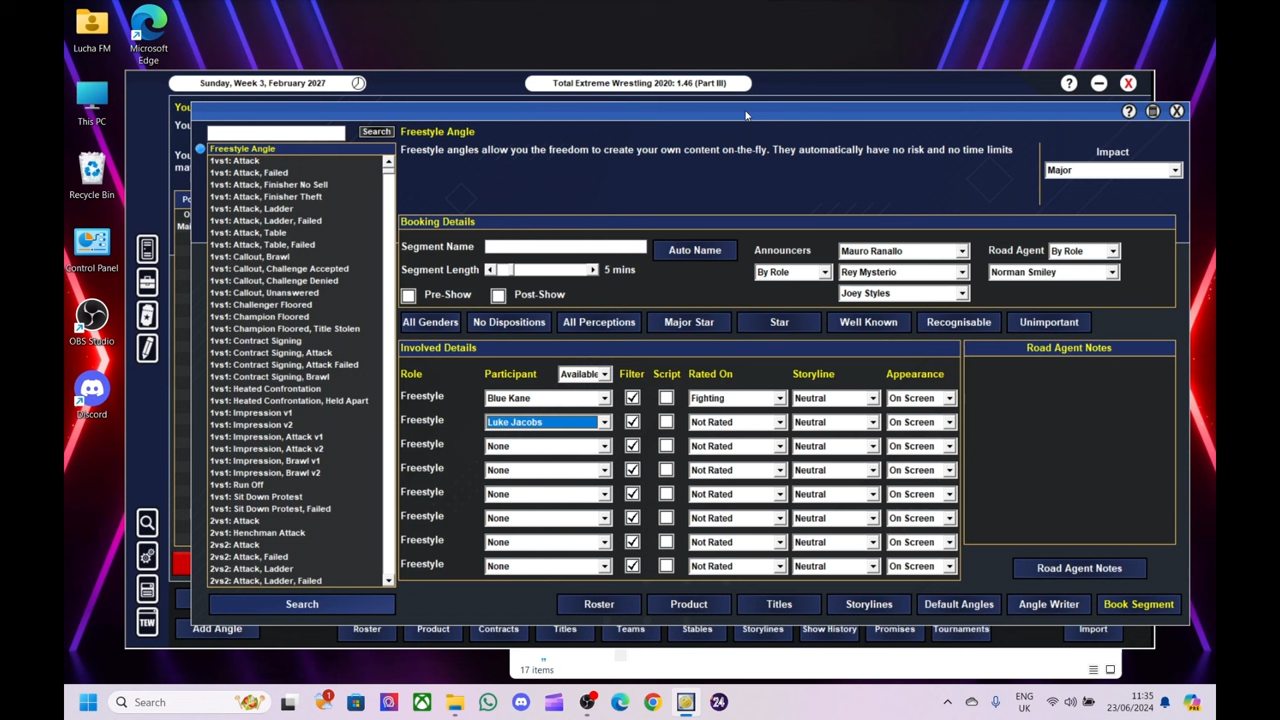 Lucha FM
Microsoft
Edge
This PC
Recycle Bin
Control Panel
OBS Studio
Discord
Sunday, Week 3, February 2027
Total Extreme Wrestling 2020: 1.46 (Part III)
?
X
You
?
X
Search
Freestyle Angle
Freestyle angles allow you the freedom to create your own content on-the-fly. They automatically have no risk and no time limits
Impact
Major
Freestyle Angle
1vs1: Attack
1vs1: Attack, Failed
1vs1: Attack, Finisher No Sell
1vs1: Attack, Finisher Theft
1vs1: Attack, Ladder
1vs1: Attack, Ladder, Failed
1vs1: Attack, Table
1vs1: Attack, Table, Failed
1vs1: Callout, Brawl
1vs1: Callout, Challenge Accepted
1vs1: Callout, Challenge Denied
1vs1: Callout, Unanswered
1vs1: Challenger Floored
1vs1: Champion Floored
1vs1: Champion Floored, Title Stolen
1vs1: Contract Signing
1vs1: Contract Signing, Attack
1vs1: Contract Signing, Attack Failed
1vs1: Contract Signing, Brawl
1vs1: Heated Confrontation
1vs1: Heated Confrontation, Held Apart
1vs1: Impression v1
1vs1: Impression v2
1vs1: Impression, Attack v1
1vs1: Impression, Attack v2
1vs1: Impression, Brawl v1
1vs1: Impression, Brawl v2
1vs1: Run Off
1vs1: Sit Down Protest
1vs1: Sit Down Protest, Failed
2vs1: Attack
2vs1: Henchman Attack
2vs2: Attack
2vs2: Attack, Failed
2vs2: Attack, Ladder
2vs2: Attack, Ladder, Failed
Search
Booking Details
Segment Name Auto Name Announcers Mauro Ranallo Road Agent By Role
Segment Length 5 mins By Role Rey Mysterio Norman Smiley
Pre-Show Post-Show Joey Styles
All Genders No Dispositions All Perceptions Major Star Star Well Known Recognisable Unimportant
Involved Details
Road Agent Notes
Role Participant Available Filter Script Rated On Storyline Appearance
Freestyle Blue Kane Fighting Neutral On Screen
Freestyle Luke Jacobs Not Rated Neutral On Screen
Freestyle None Not Rated Neutral On Screen
Freestyle None Not Rated Neutral On Screen
Freestyle None Not Rated Neutral On Screen
Freestyle None Not Rated Neutral On Screen
Freestyle None Not Rated Neutral On Screen
Freestyle None Not Rated Neutral On Screen
Road Agent Notes
Roster Product Titles Storylines Default Angles Angle Writer Book Segment
TEW
Add Angle Roster Product Contracts Titles Teams Stables Storylines Show History Promises Tournaments Import
17 items
Search
1
24
ENG
UK
11:35
23/06/2024